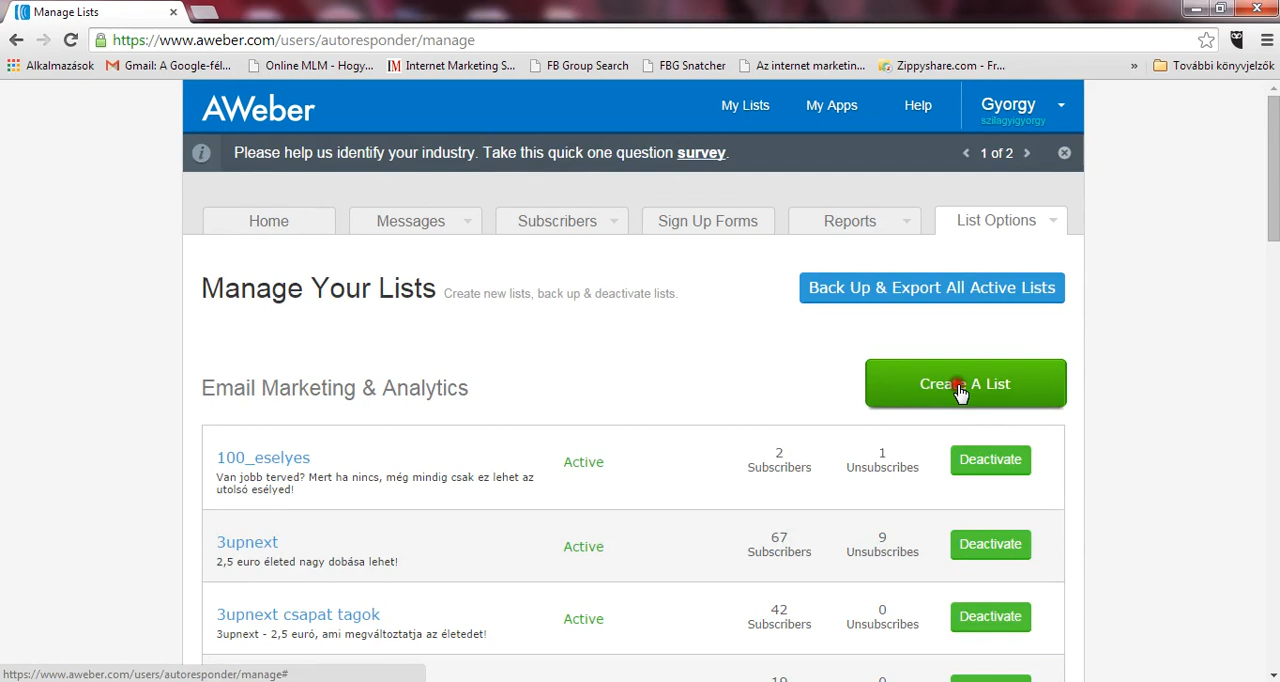 Manage Lists
https://www.aweber.com/users/autoresponder/manage
Alkalmazások Gmail: A Google-fél... Online MLM - Hogy... Internet Marketing S... FB Group Search FBG Snatcher Az internet marketin... Zippyshare.com - Fr... » További könyvjelzők
AWeber My Lists My Apps Help Gyorgy
szilagyigyorgy
Please help us identify your industry. Take this quick one question survey. < 1 of 2 >
Home Messages Subscribers Sign Up Forms Reports List Options
Manage Your Lists Create new lists, back up & deactivate lists. Back Up & Export All Active Lists
Email Marketing & Analytics Create A List
100_eselyes Active 2 1 Deactivate
Van jobb terved? Mert ha nincs, még mindig csak ez lehet az Subscribers Unsubscribes
utolsó esélyed!
3upnext Active 67 9 Deactivate
2,5 euro életed nagy dobása lehet! Subscribers Unsubscribes
3upnext csapat tagok Active 42 0 Deactivate
3upnext - 2,5 euró, ami megváltoztatja az életedet! Subscribers Unsubscribes
https://www.aweber.com/users/autoresponder/manage#